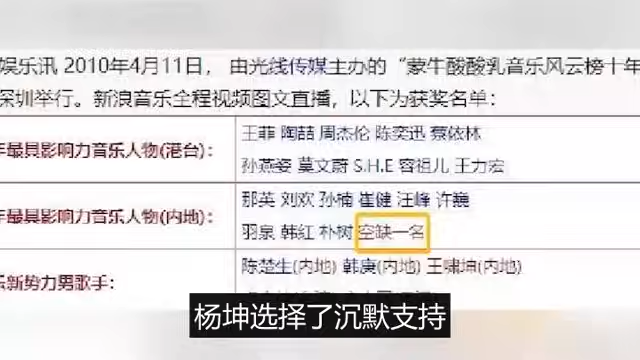 娱乐讯 2010年4月11日，由光线传媒主办的“蒙牛酸酸乳音乐风云榜十年
深圳举行。新浪音乐全程视频图文直播，以下为获奖名单：
王菲 陶喆 周杰伦 陈奕迅 蔡依林
年最具影响力音乐人物(港台)：
孙燕姿 莫文蔚 S.H.E 容祖儿 王力宏
那英 刘欢 孙楠 崔健 汪峰 许巍
年最具影响力音乐人物(内地)：
羽泉 韩红 朴树 空缺一名
乐新势力男歌手：
陈楚生(内地) 韩庚(内地) 王啸坤(内地)
杨坤选择了沉默支持